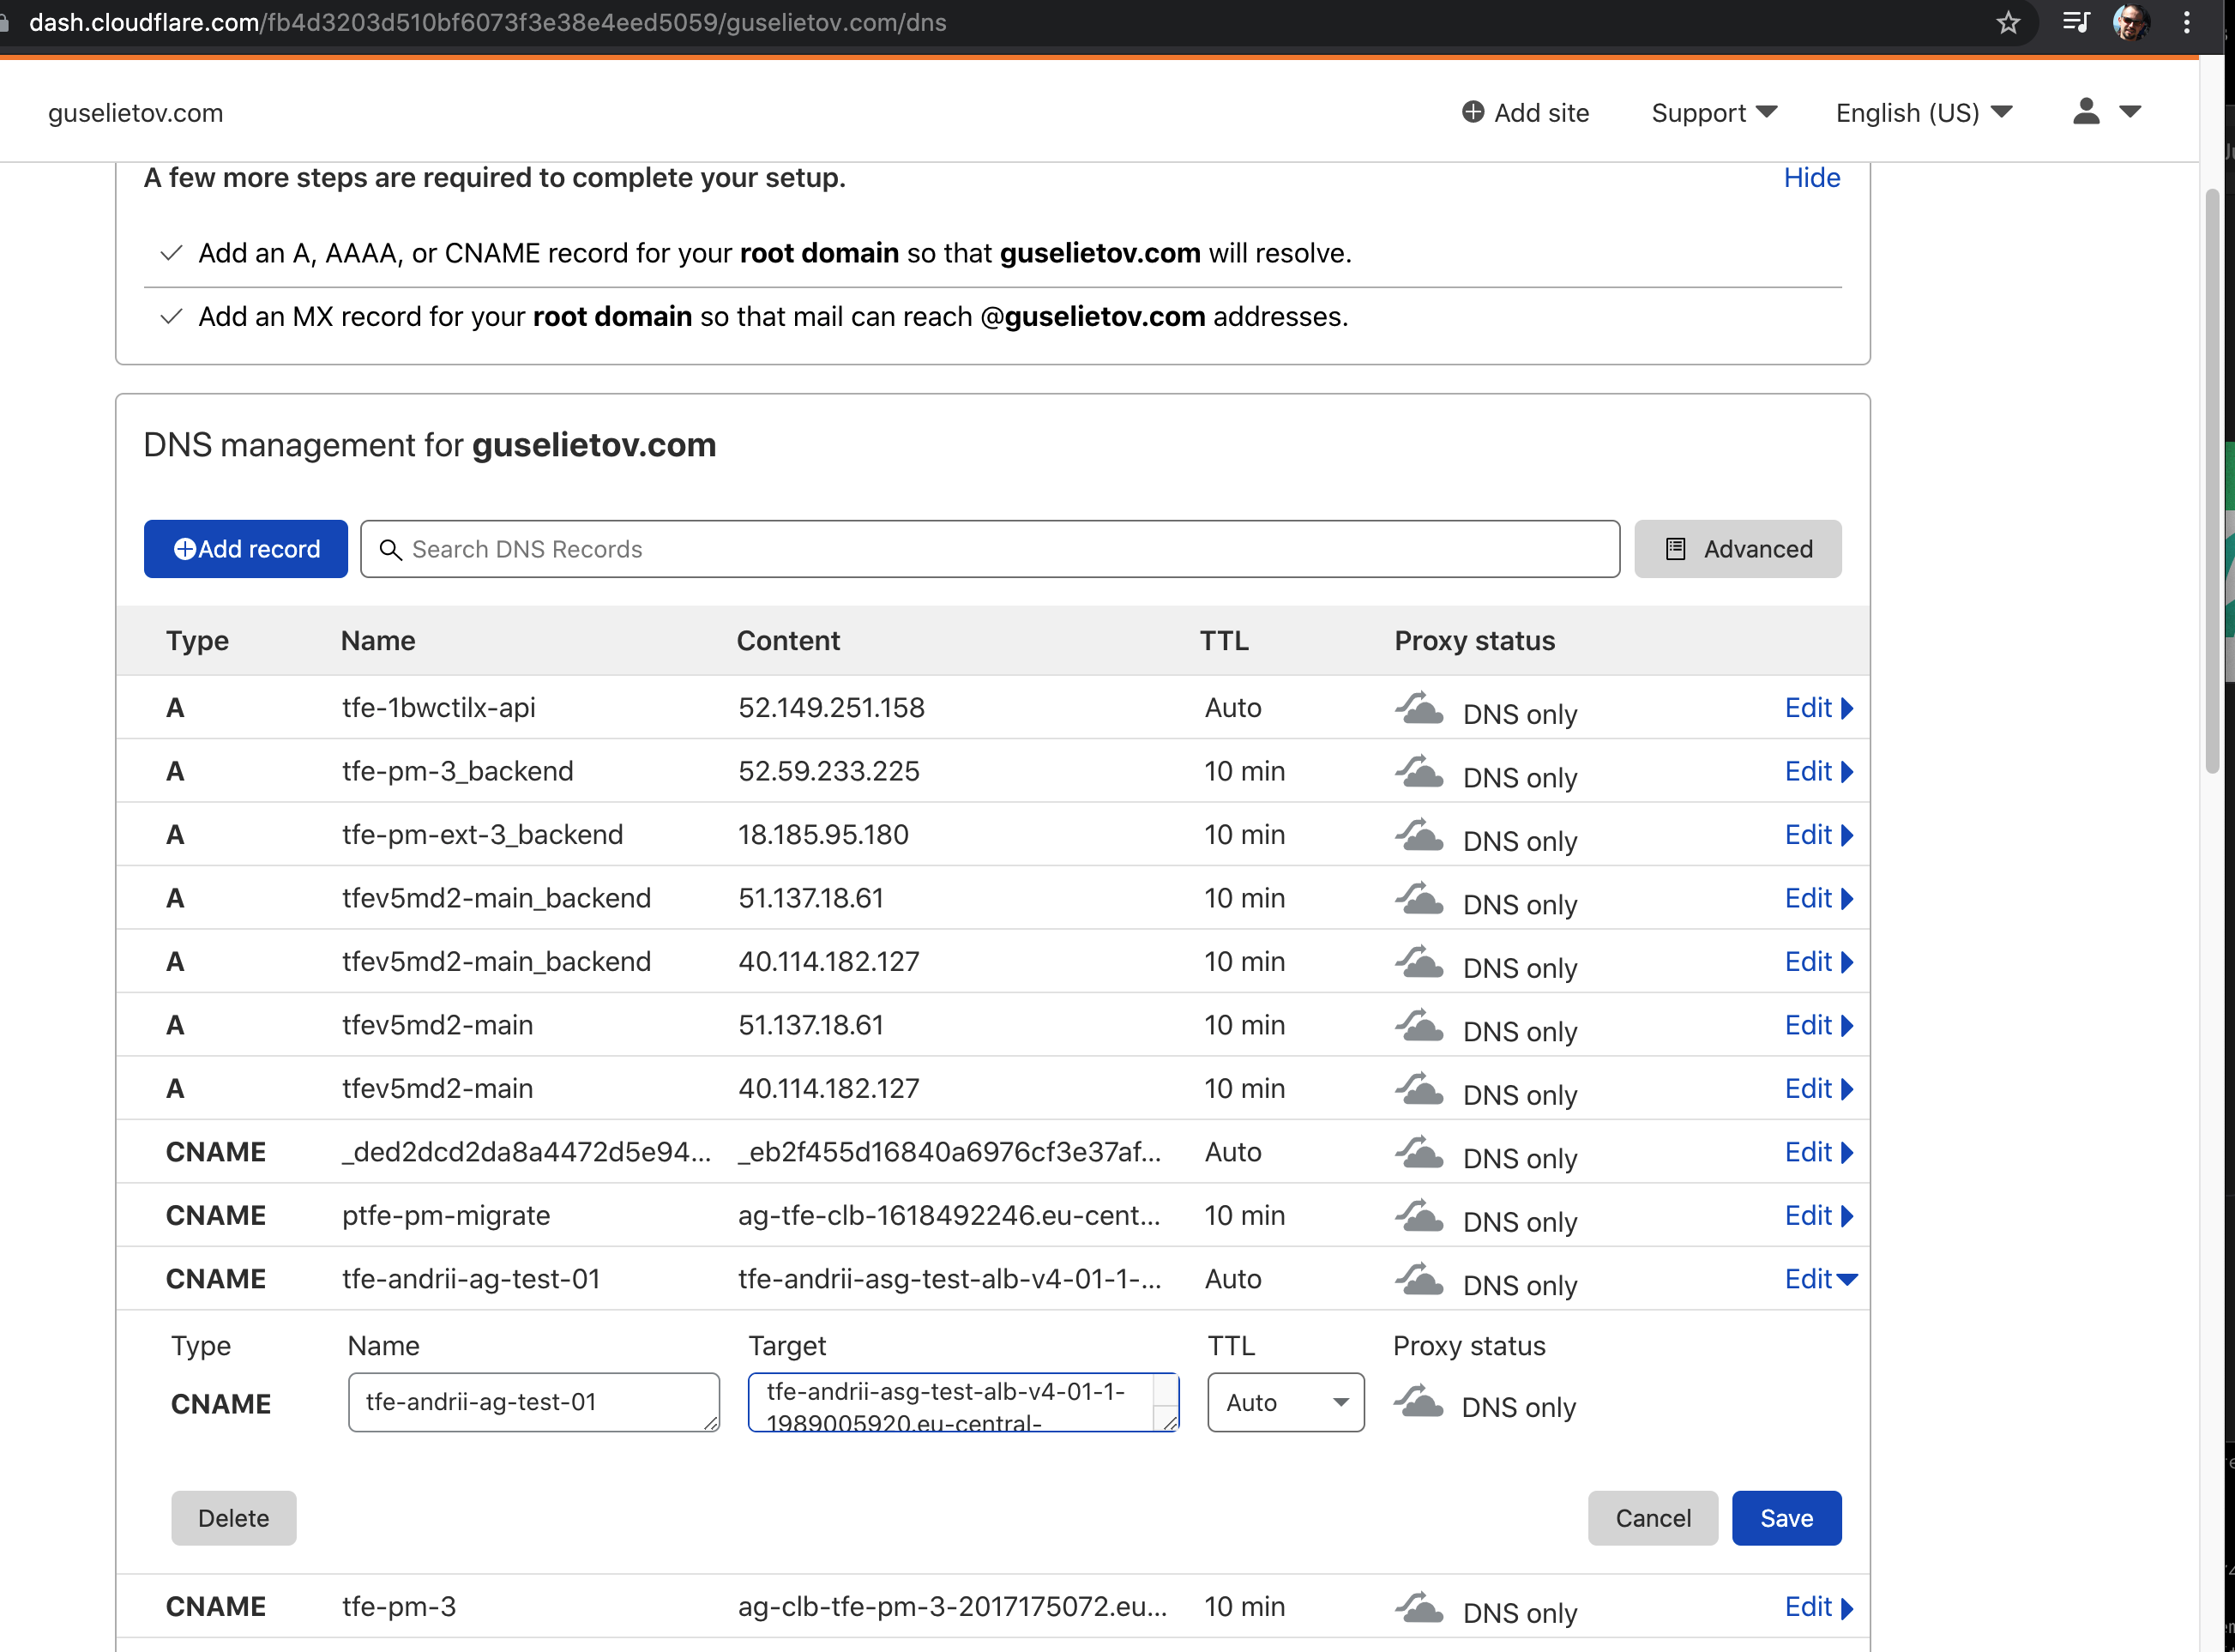 dash.cloudflare.com/fb4d3203d510bf6073f3e38e4eed5059/guselietov.com/dns
guselietov.com
Add site
Support
English (US)
A few more steps are required to complete your setup.
Hide
Add an A, AAAA, or CNAME record for your root domain so that guselietov.com will resolve.
Add an MX record for your root domain so that mail can reach @guselietov.com addresses.
DNS management for guselietov.com
Add record
Search DNS Records
Advanced
Type Name Content TTL Proxy status
A tfe-1bwctilx-api 52.149.251.158 Auto DNS only Edit
A tfe-pm-3_backend 52.59.233.225 10 min DNS only Edit
A tfe-pm-ext-3_backend 18.185.95.180 10 min DNS only Edit
A tfev5md2-main_backend 51.137.18.61 10 min DNS only Edit
A tfev5md2-main_backend 40.114.182.127 10 min DNS only Edit
A tfev5md2-main 51.137.18.61 10 min DNS only Edit
A tfev5md2-main 40.114.182.127 10 min DNS only Edit
CNAME _ded2dcd2da8a4472d5e94... _eb2f455d16840a6976cf3e37af... Auto DNS only Edit
CNAME ptfe-pm-migrate ag-tfe-clb-1618492246.eu-cent... 10 min DNS only Edit
CNAME tfe-andrii-ag-test-01 tfe-andrii-asg-test-alb-v4-01-1-... Auto DNS only Edit
Type Name Target TTL Proxy status
CNAME tfe-andrii-ag-test-01 tfe-andrii-asg-test-alb-v4-01-1- Auto DNS only
1989005920.eu-central-
Delete
Cancel
Save
CNAME tfe-pm-3 ag-clb-tfe-pm-3-2017175072.eu... 10 min DNS only Edit